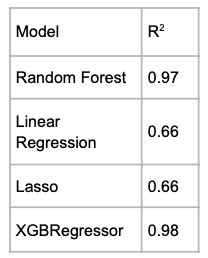 Model R²
Random Forest 0.97
Linear
Regression 0.66
Lasso 0.66
XGBRegressor 0.98